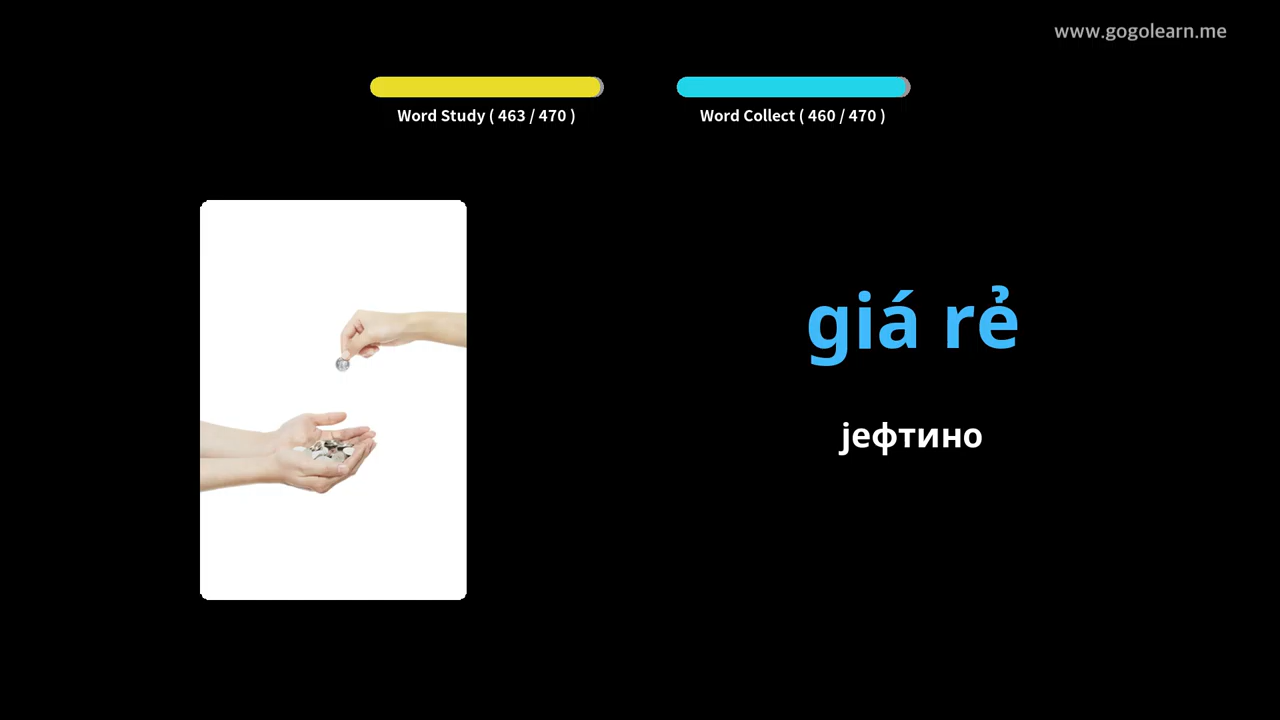 www.gogolearn.me
Word Study ( 463 / 470 )
Word Collect ( 460 / 470 )
giá rẻ
јефтино